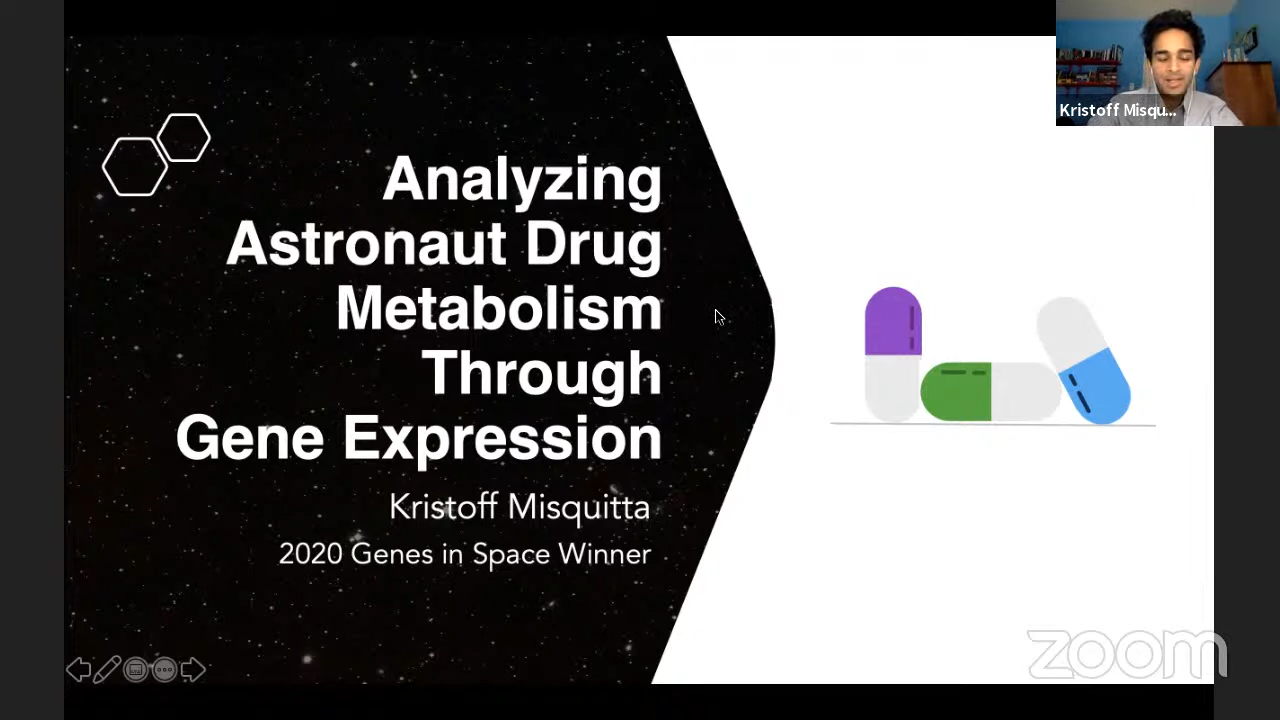 Kristoff Misqu...
Analyzing
Astronaut Drug
Metabolism
Through
Gene Expression
Kristoff Misquitta
2020 Genes in Space Winner
zoom